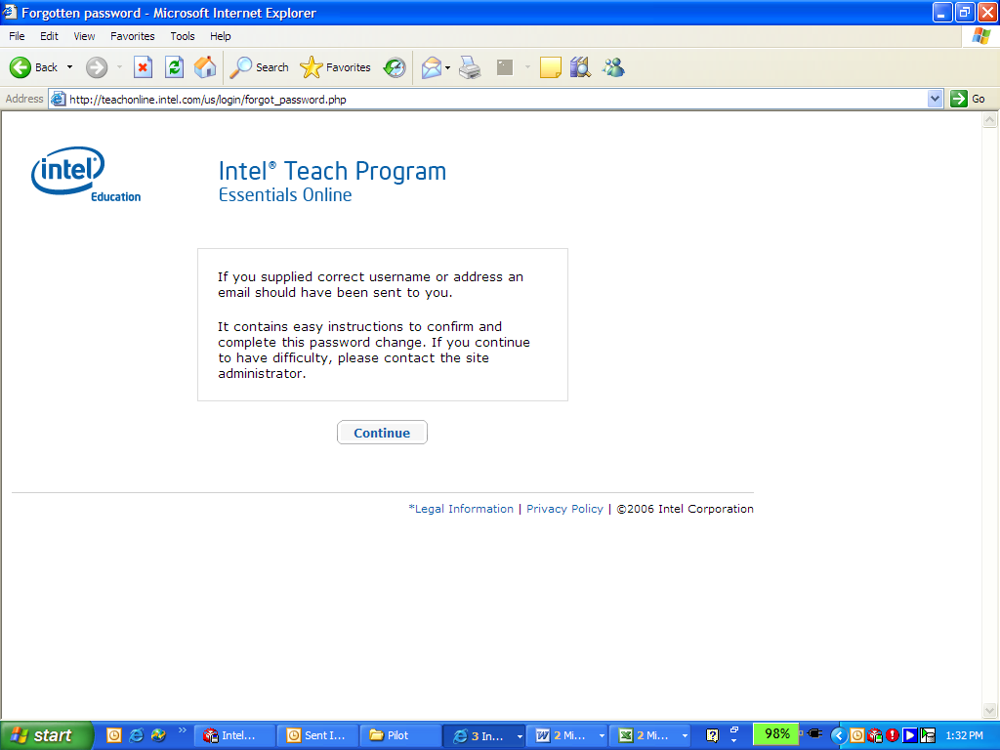 Forgotten password - Microsoft Internet Explorer
File Edit View Favorites Tools Help
Back Search Favorites
Address http://teachonline.intel.com/us/login/forgot_password.php Go
intel®
Education
Intel® Teach Program
Essentials Online
If you supplied correct username or address an
email should have been sent to you.
It contains easy instructions to confirm and
complete this password change. If you continue
to have difficulty, please contact the site
administrator.
Continue
*Legal Information | Privacy Policy | ©2006 Intel Corporation
start » Intel... Sent I... Pilot 3 In... 2 Mi... 2 Mi... 98% 1:32 PM